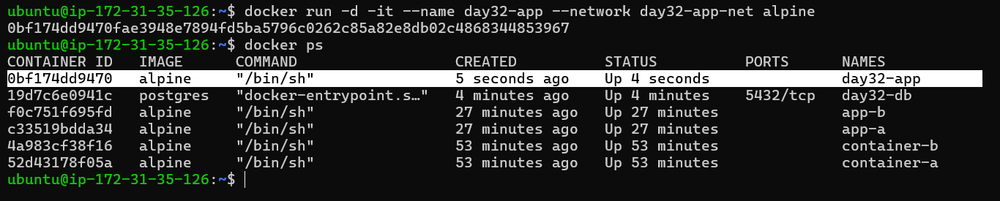 ubuntu@ip-172-31-35-126:~$ docker run -d -it --name day32-app --network day32-app-net alpine
0bf174dd9470fae3948e7894fd5ba5796c0262c85a82e8db02c4868344853967
ubuntu@ip-172-31-35-126:~$ docker ps
CONTAINER ID   IMAGE      COMMAND                  CREATED          STATUS          PORTS      NAMES
0bf174dd9470   alpine     "/bin/sh"                5 seconds ago    Up 4 seconds               day32-app
19d7c6e0941c   postgres   "docker-entrypoint.s…"   4 minutes ago    Up 4 minutes    5432/tcp   day32-db
f0c751f695fd   alpine     "/bin/sh"                27 minutes ago   Up 27 minutes              app-b
c33519bdda34   alpine     "/bin/sh"                27 minutes ago   Up 27 minutes              app-a
4a983cf38f16   alpine     "/bin/sh"                53 minutes ago   Up 53 minutes              container-b
52d43178f05a   alpine     "/bin/sh"                53 minutes ago   Up 53 minutes              container-a
ubuntu@ip-172-31-35-126:~$